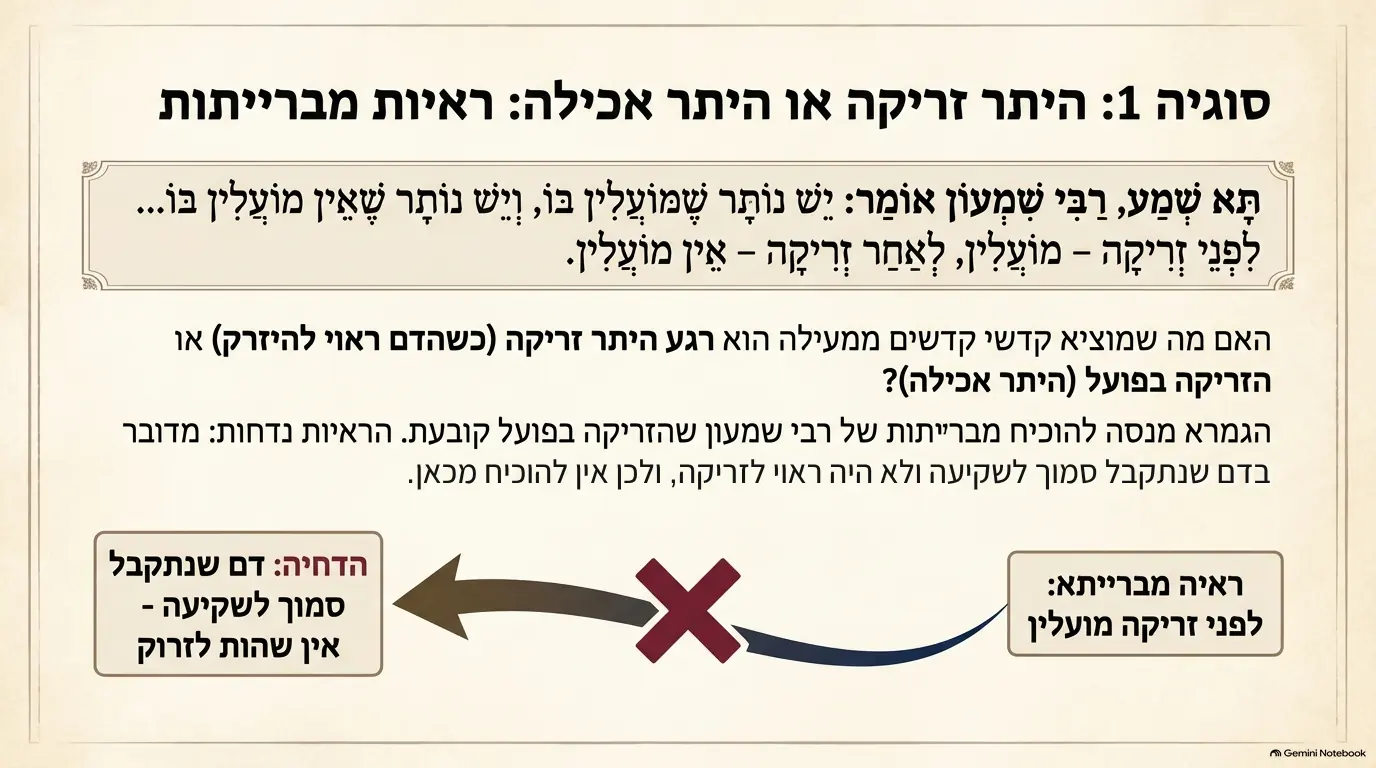 סוגיה 1: היתר זריקה או היתר אכילה: ראיות מברייתות
תָּא שְׁמַע, רַבִּי שִׁמְעוֹן אוֹמַר: יֵשׁ נוֹתָּר שֶׁמּוֹעֲלִין בּוֹ, וְיֵשׁ נוֹתָר שֶׁאֵין מוֹעֲלִין בּוֹ...
לִפְנֵי זְרִיקָה – מוֹעֲלִין, לְאַחַר זְרִיקָה – אֵין מוֹעֲלִין.
האם מה שמוציא קדשי קדשים ממעילה הוא רגע היתר זריקה (כשהדם ראוי להיזרק) או
הזריקה בפועל (היתר אכילה)?
הגמרא מנסה להוכיח מברייתות של רבי שמעון שהזריקה בפועל קובעת. הראיות נדחות: מדובר
בדם שנתקבל סמוך לשקיעה ולא היה ראוי לזריקה, ולכן אין להוכיח מכאן.
ראיה מברייתא:
לפני זריקה מועלין
הדחיה: דם שנתקבל
סמוך לשקיעה -
אין שהות לזרוק
Gemini Notebook